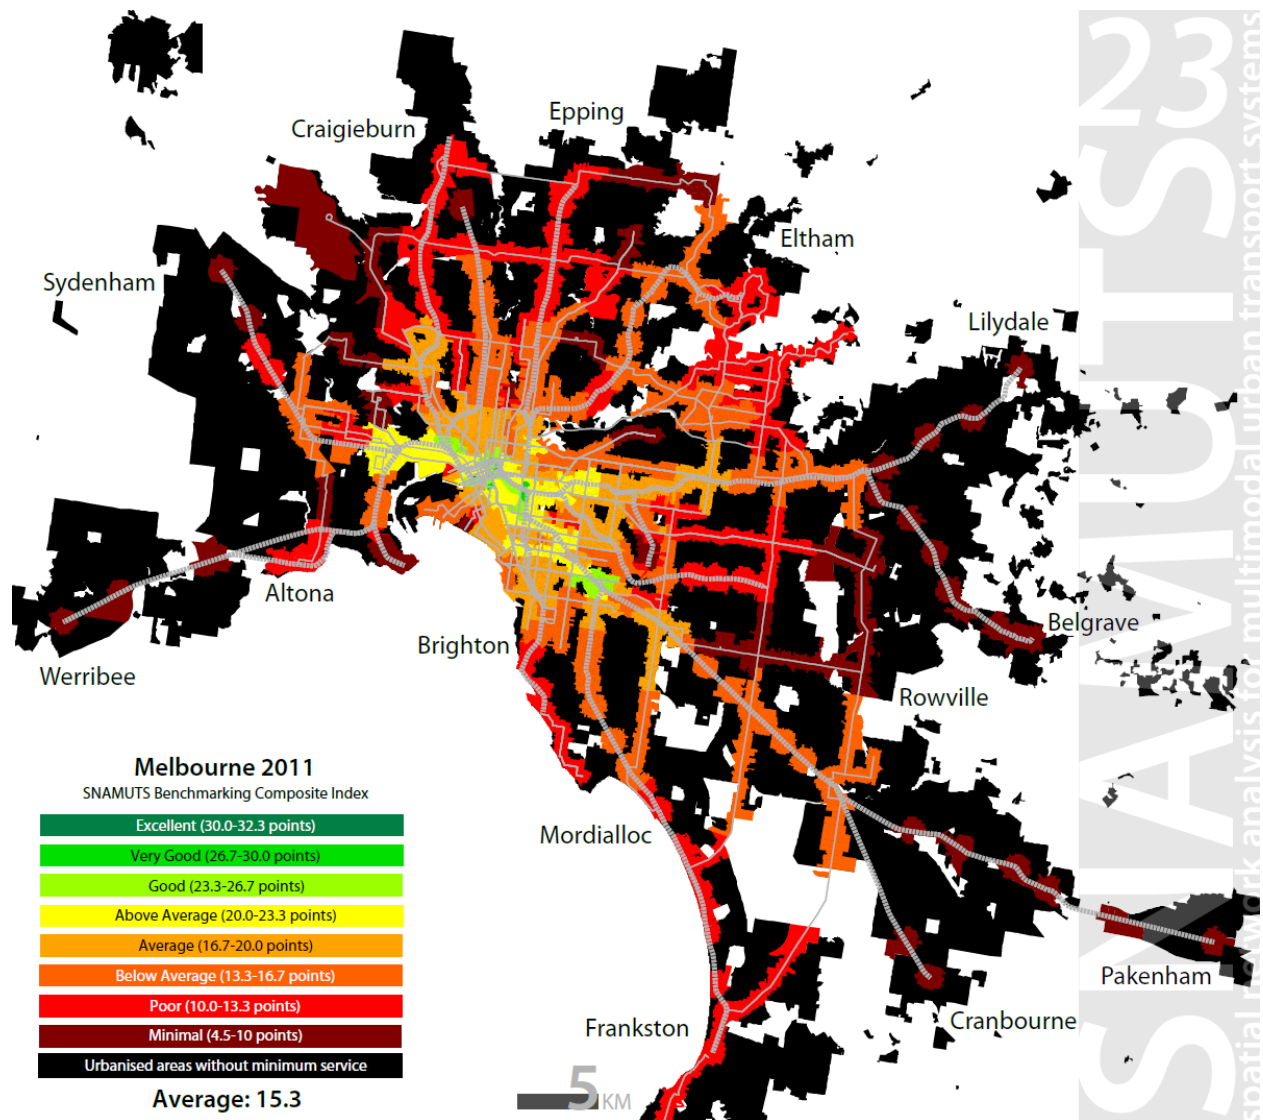 Craigieburn
Epping
Eltham
Sydenham
Lilydale
Altona
Werribee
Brighton
Belgrave
Rowville
Mordialloc
Pakenham
Cranbourne
Frankston
Melbourne 2011
SNAMUTS Benchmarking Composite Index
Excellent (30.0-32.3 points)
Very Good (26.7-30.0 points)
Good (23.3-26.7 points)
Above Average (20.0-23.3 points)
Average (16.7-20.0 points)
Below Average (13.3-16.7 points)
Poor (10.0-13.3 points)
Minimal (4.5-10 points)
Urbanised areas without minimum service
Average: 15.3
5 KM
SNAMUTS23
spatial network analysis for multimodal urban transport systems